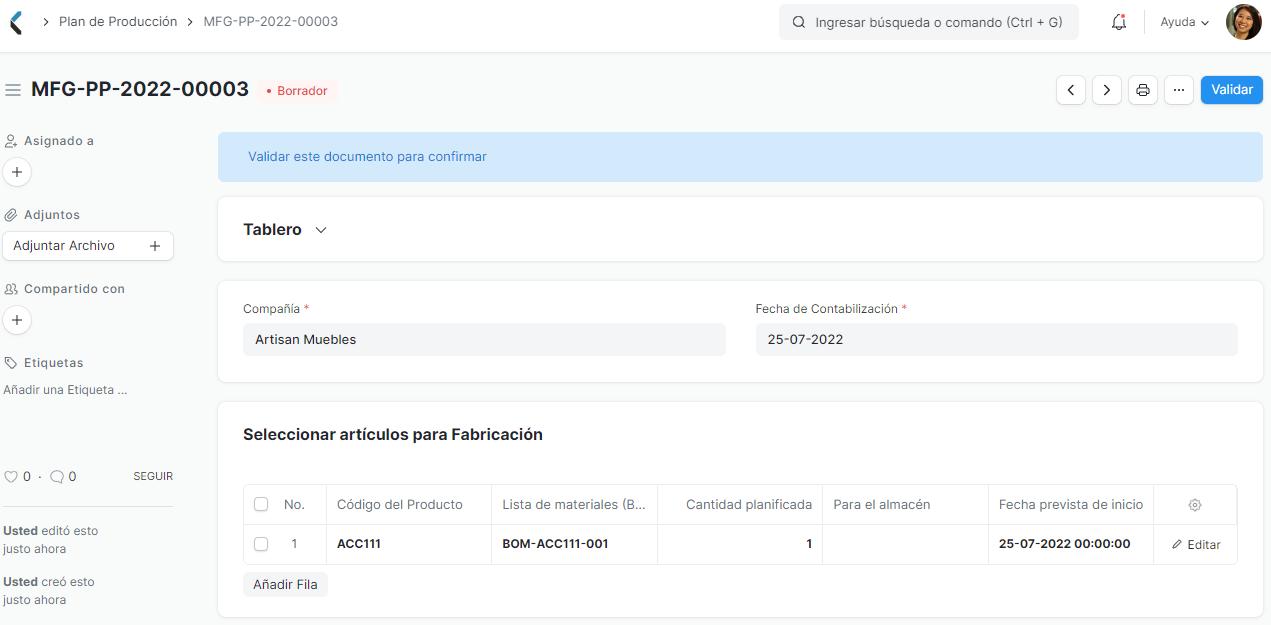 Plan de Producción MFG-PP-2022-00003
Ingresar búsqueda o comando (Ctrl + G)
Ayuda
MFG-PP-2022-00003
Borrador
Validar
Asignado a
Adjuntos
Adjuntar Archivo
Compartido con
Etiquetas
Añadir una Etiqueta ...
0 · 0 SEGUIR
Usted editó esto
justo ahora
Usted creó esto
justo ahora
Validar este documento para confirmar
Tablero
Compañía * Fecha de Contabilización *
Artisan Muebles 25-07-2022
Seleccionar artículos para Fabricación
No. Código del Producto Lista de materiales (B... Cantidad planificada Para el almacén Fecha prevista de inicio
1 ACC111 BOM-ACC111-001 1 25-07-2022 00:00:00 Editar
Añadir Fila